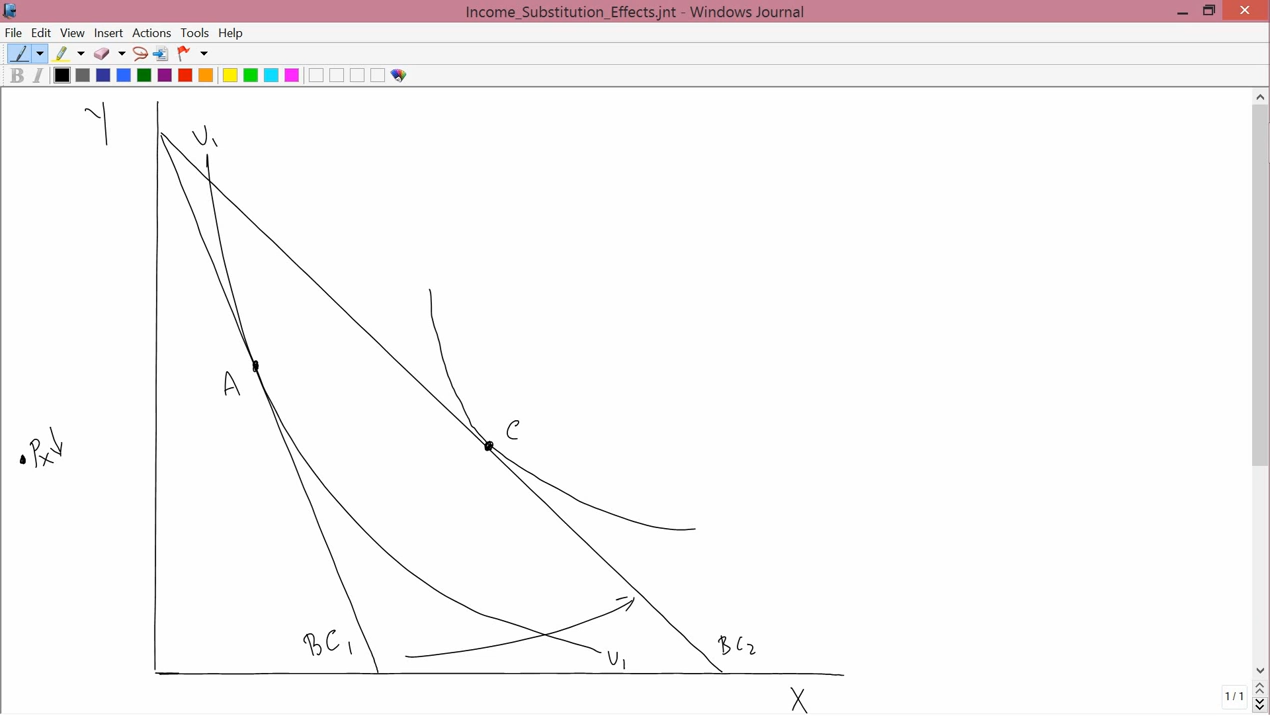 Income_Substitution_Effects.jnt - Windows Journal
File Edit View Insert Actions Tools Help
B I
Y
U₁
A
C
Pₓ↓
BC₁
U₁
BC₂
X
1 / 1